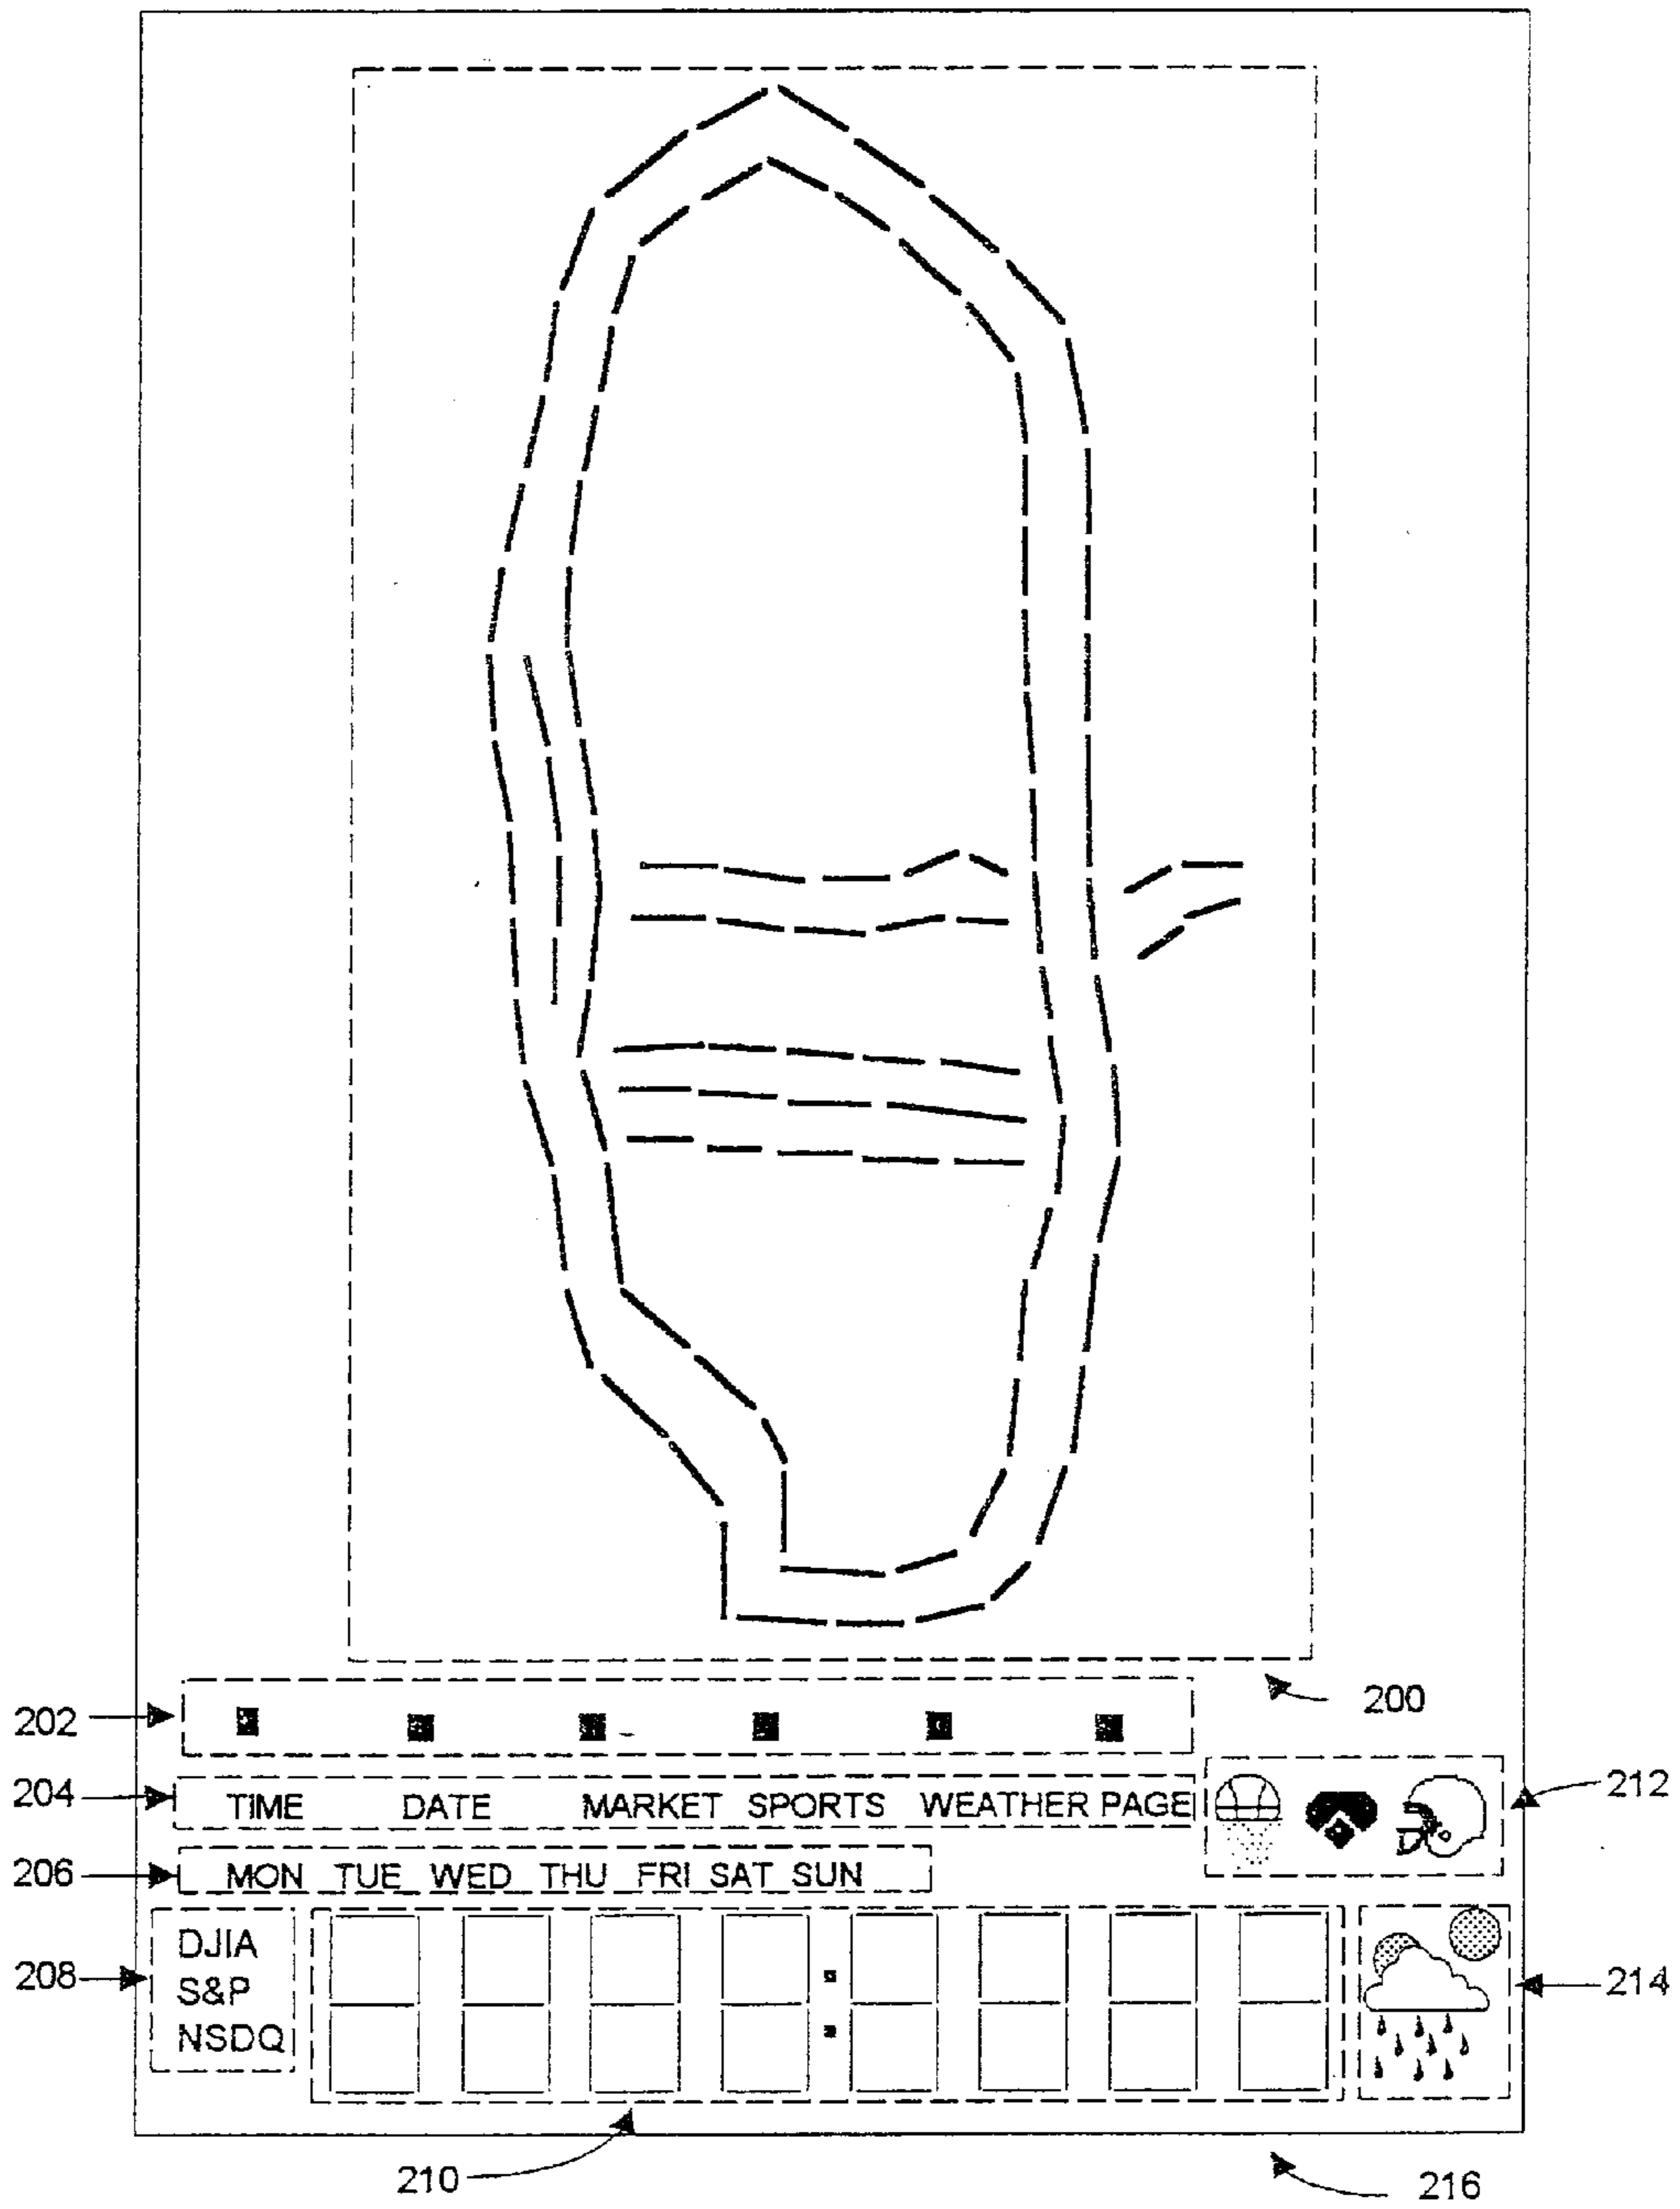 200
202
212
204
TIME DATE MARKET SPORTS WEATHER PAGE
206
MON TUE WED THU FRI SAT SUN
DJIA
208
S&P
214
NSDQ
210
216